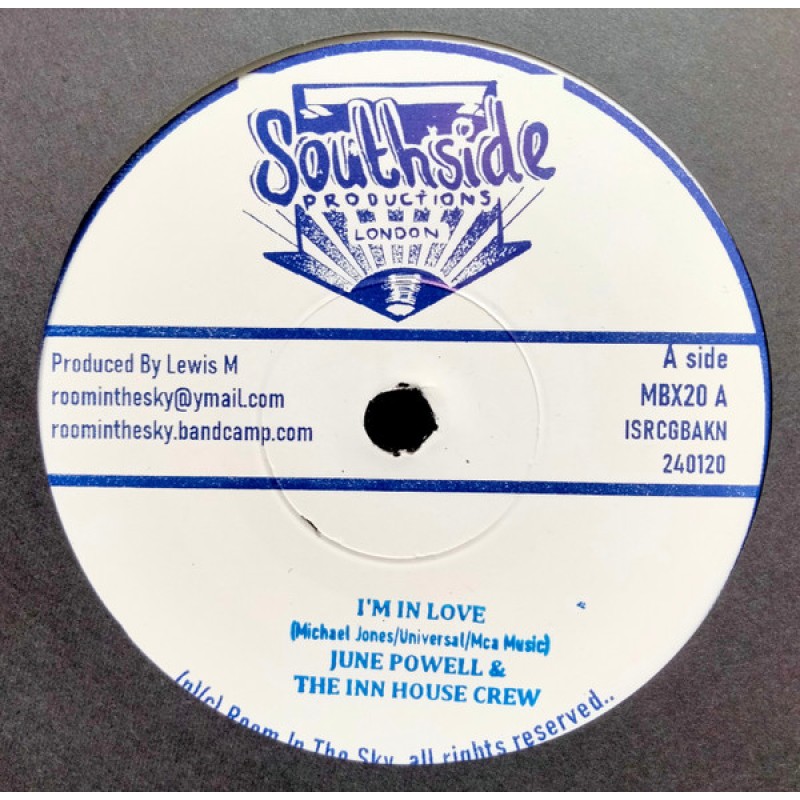 Southside
PRODUCTIONS
LONDON
Produced By Lewis M
roominthesky@ymail.com
roominthesky.bandcamp.com
A side
MBX20 A
ISRCGBAKN
240120
I'M IN LOVE
(Michael Jones/Universal/Mca Music)
JUNE POWELL &
THE INN HOUSE CREW
(p)(c) Room In The Sky, all rights reserved..